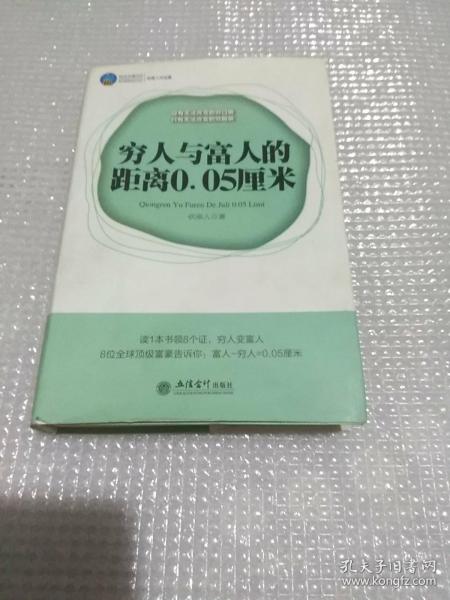 穷人与富人的
距离0.05厘米
Qiongren Yu Furen De Juli 0.05 Limi
读1本书领8个证，穷人变富人
8位全球顶级富豪告诉你：富人-穷人=0.05厘米
立信会计出版社
孔夫子旧书网
www.kongfz.com